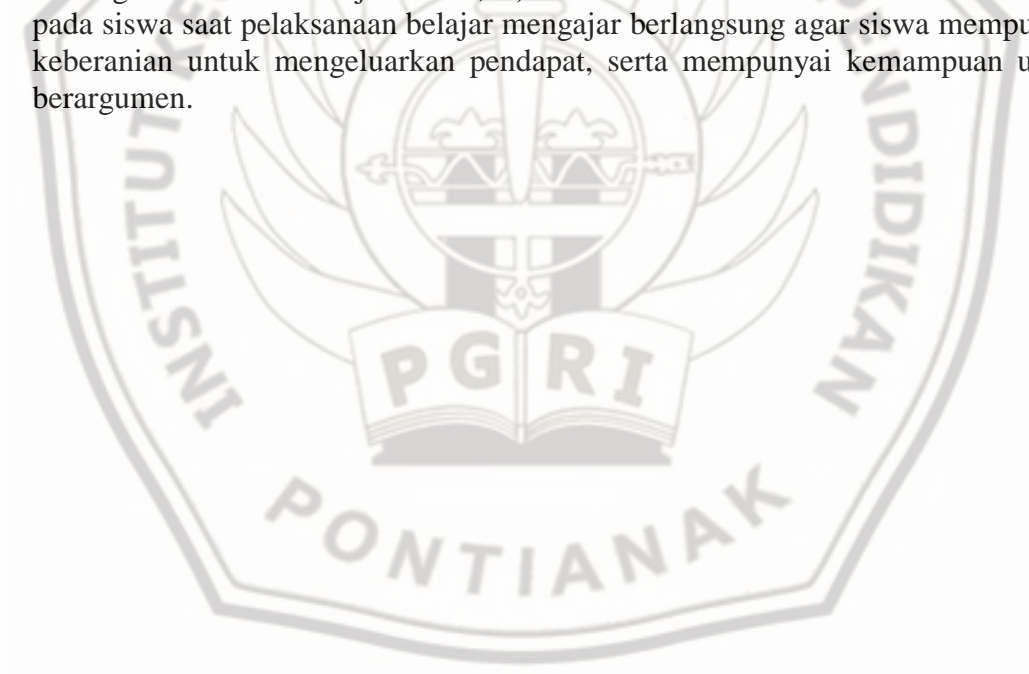 pada siswa saat pelaksanaan belajar mengajar berlangsung agar siswa
keberanian untuk mengeluarkan pendapat, serta mempunyai kemampuan
berargumen.
INSTITUT
PENDIDIKAN
PGRI
PONTIANAK